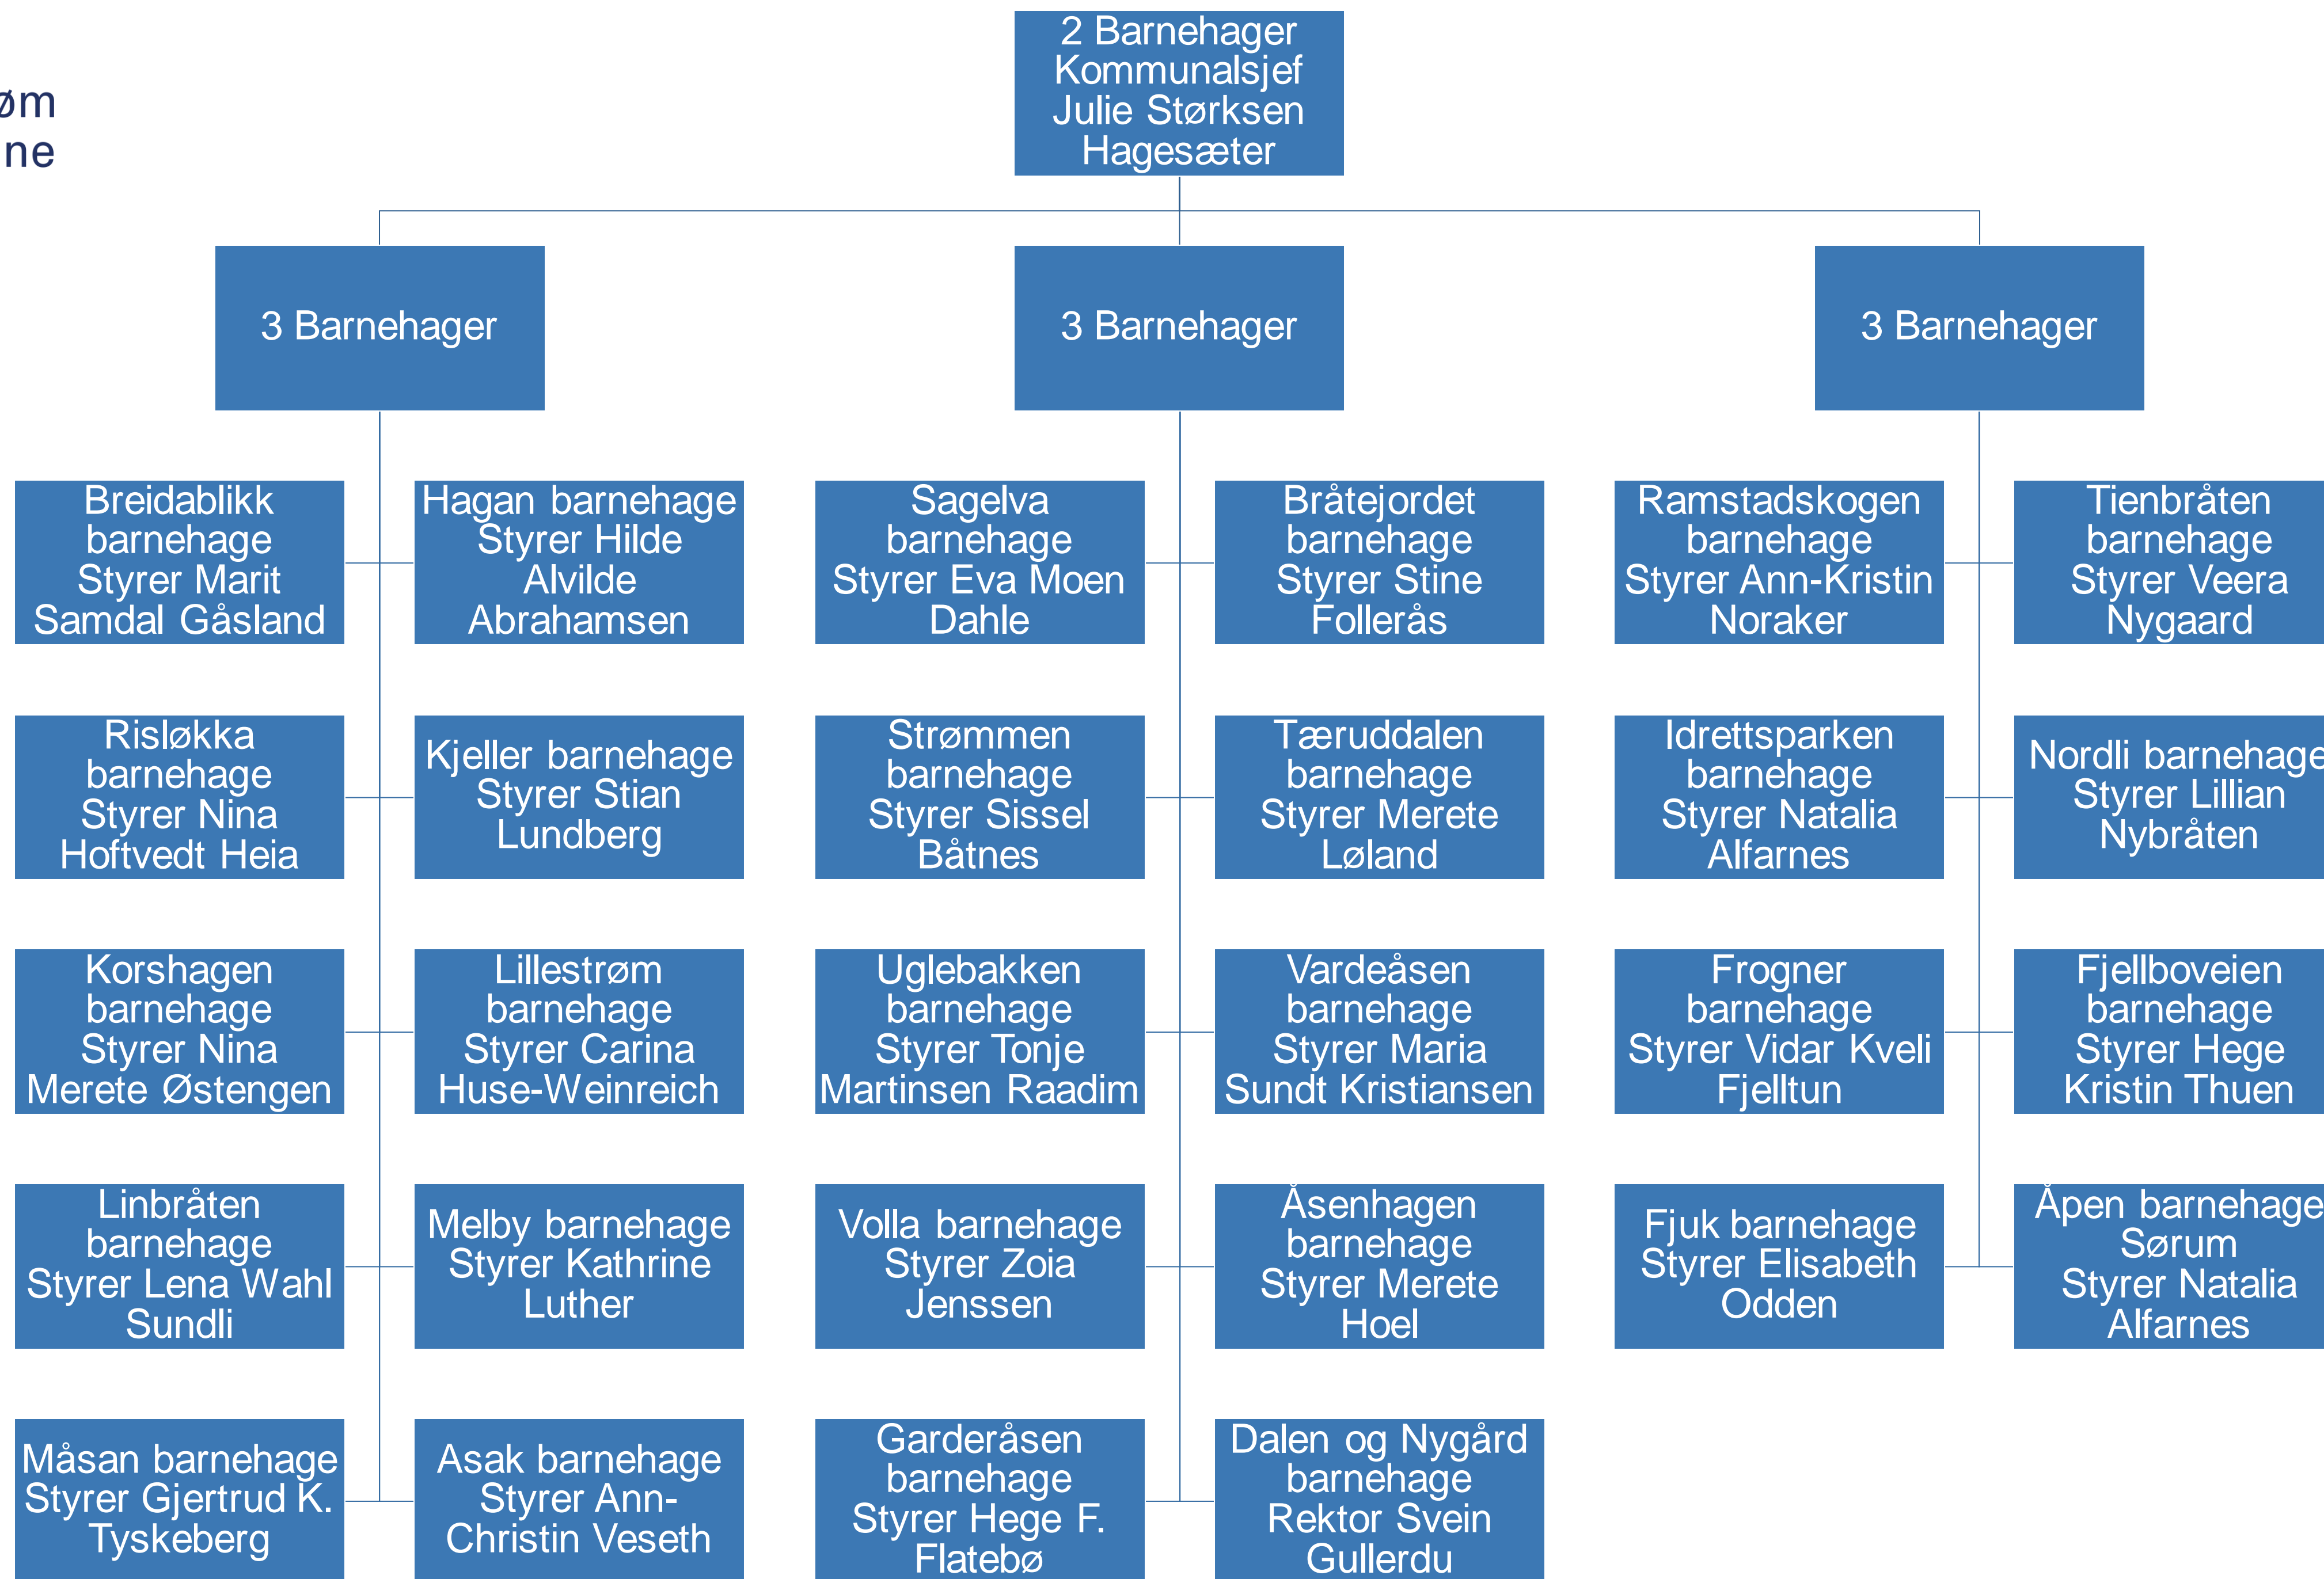 øm
ne
2 Barnehager
Kommunalsjef
Julie Størksen
Hagesæter
3 Barnehager
3 Barnehager
3 Barnehager
Breidablikk
barnehage
Styrer Marit
Samdal Gåsland
Hagan barnehage
Styrer Hilde
Alvilde
Abrahamsen
Sagelva
barnehage
Styrer Eva Moen
Dahle
Bråtejordet
barnehage
Styrer Stine
Follerås
Ramstadskogen
barnehage
Styrer Ann-Kristin
Noraker
Tienbråten
barnehage
Styrer Veera
Nygaard
Risløkka
barnehage
Styrer Nina
Hoftvedt Heia
Kjeller barnehage
Styrer Stian
Lundberg
Strømmen
barnehage
Styrer Sissel
Båtnes
Tæruddalen
barnehage
Styrer Merete
Løland
Idrettsparken
barnehage
Styrer Natalia
Alfarnes
Nordli barnehage
Styrer Lillian
Nybråten
Korshagen
barnehage
Styrer Nina
Merete Østengen
Lillestrøm
barnehage
Styrer Carina
Huse-Weinreich
Uglebakken
barnehage
Styrer Tonje
Martinsen Raadim
Vardeåsen
barnehage
Styrer Maria
Sundt Kristiansen
Frogner
barnehage
Styrer Vidar Kveli
Fjelltun
Fjellboveien
barnehage
Styrer Hege
Kristin Thuen
Linbråten
barnehage
Styrer Lena Wahl
Sundli
Melby barnehage
Styrer Kathrine
Luther
Volla barnehage
Styrer Zoia
Jenssen
Åsenhagen
barnehage
Styrer Merete
Hoel
Fjuk barnehage
Styrer Elisabeth
Odden
Åpen barnehage
Sørum
Styrer Natalia
Alfarnes
Måsan barnehage
Styrer Gjertrud K.
Tyskeberg
Asak barnehage
Styrer Ann-
Christin Veseth
Garderåsen
barnehage
Styrer Hege F.
Flatebø
Dalen og Nygård
barnehage
Rektor Svein
Gullerdu